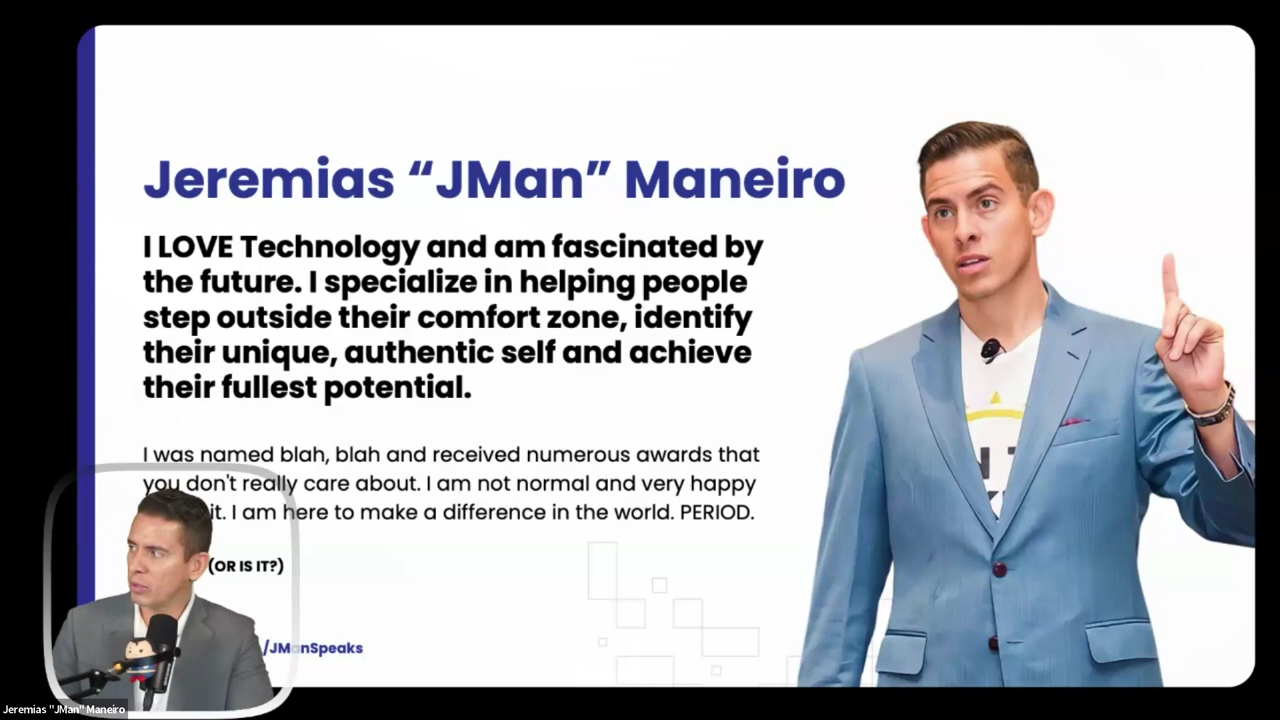 Jeremias “JMan” Maneiro
I LOVE Technology and am fascinated by
the future. I specialize in helping people
step outside their comfort zone, identify
their unique, authentic self and achieve
their fullest potential.
I was named blah, blah and received numerous awards that
you don't really care about. I am not normal and very happy
it. I am here to make a difference in the world. PERIOD.
(OR IS IT?)
/JManSpeaks
Jeremias "JMan" Maneiro